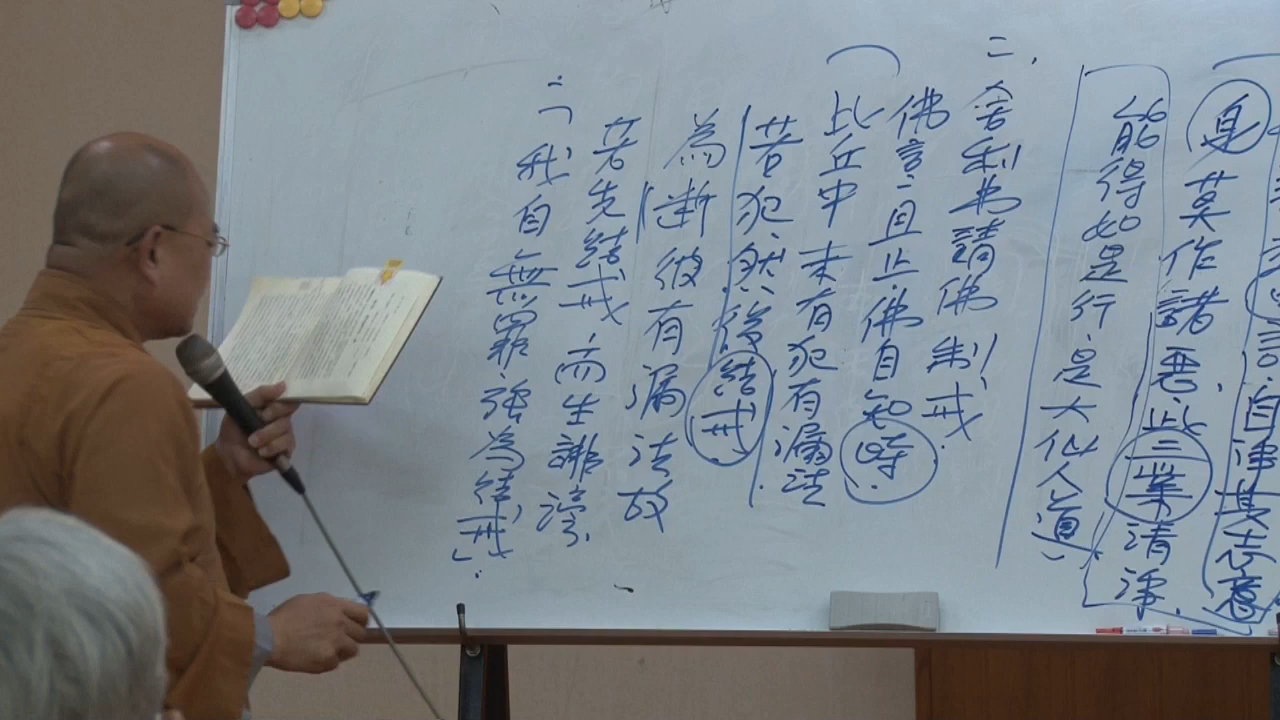 言，自淨其志意
身莫作諸惡，此三業清淨，
能得如是行，是大仙人道，
二、舍利弗請佛制戒，
佛言：且止，佛自知時。
比丘中未有犯有漏法
若犯，然後結戒
為斷彼有漏法故
若先結戒，而生誹謗，
：「我自無罪，強為結戒」。